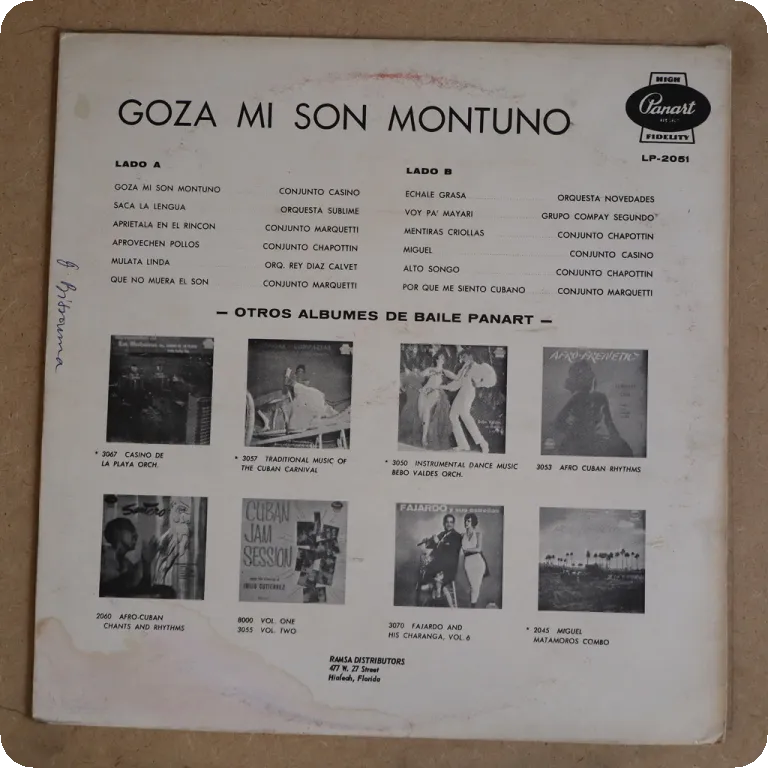 HIGH
Panart
FIDELITY
LP-2051
GOZA MI SON MONTUNO
LADO A
GOZA MI SON MONTUNO CONJUNTO CASINO
SACA LA LENGUA ORQUESTA SUBLIME
APRIETALA EN EL RINCON CONJUNTO MARQUETTI
APROVECHEN POLLOS CONJUNTO CHAPOTTIN
MULATA LINDA ORQ. REY DIAZ CALVET
QUE NO MUERA EL SON CONJUNTO MARQUETTI
LADO B
ECHALE GRASA ORQUESTA NOVEDADES
VOY PA' MAYARI GRUPO COMPAY SEGUNDO
MENTIRAS CRIOLLAS CONJUNTO CHAPOTTIN
MIGUEL CONJUNTO CASINO
ALTO SONGO CONJUNTO CHAPOTTIN
POR QUE ME SIENTO CUBANO CONJUNTO MARQUETTI
— OTROS ALBUMES DE BAILE PANART —
AFRO-FRENETIC
* 3067 CASINO DE
LA PLAYA ORCH.
* 3057 TRADITIONAL MUSIC OF
THE CUBAN CARNIVAL
* 3050 INSTRUMENTAL DANCE MUSIC
BEBO VALDES ORCH.
3053 AFRO CUBAN RHYTHMS
Santero
CUBAN
JAM
SESSION
FAJARDO
2060 AFRO-CUBAN
CHANTS AND RHYTHMS
8000 VOL. ONE
3055 VOL. TWO
3070 FAJARDO AND
HIS CHARANGA, VOL. 6
* 2045 MIGUEL
MATAMOROS COMBO
RAMSA DISTRIBUTORS
477 W. 27 Street
Hialeah, Florida